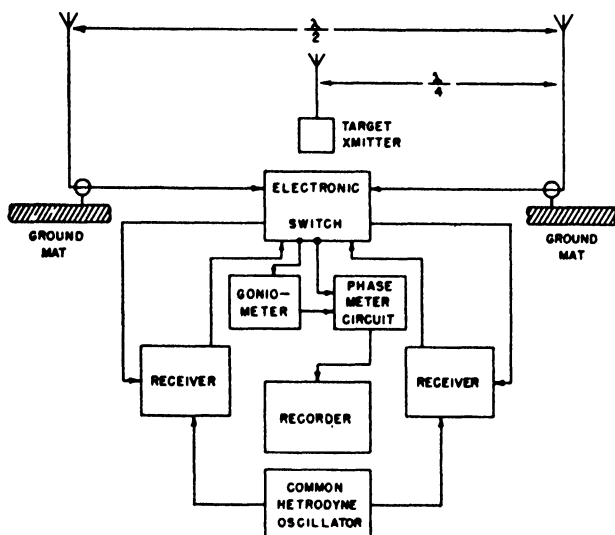 λ
2
λ
4
TARGET
XMITTER
ELECTRONIC
SWITCH
GROUND
MAT
GROUND
MAT
GONIO-
METER
PHASE
METER
CIRCUIT
RECEIVER
RECORDER
RECEIVER
COMMON
HETRODYNE
OSCILLATOR